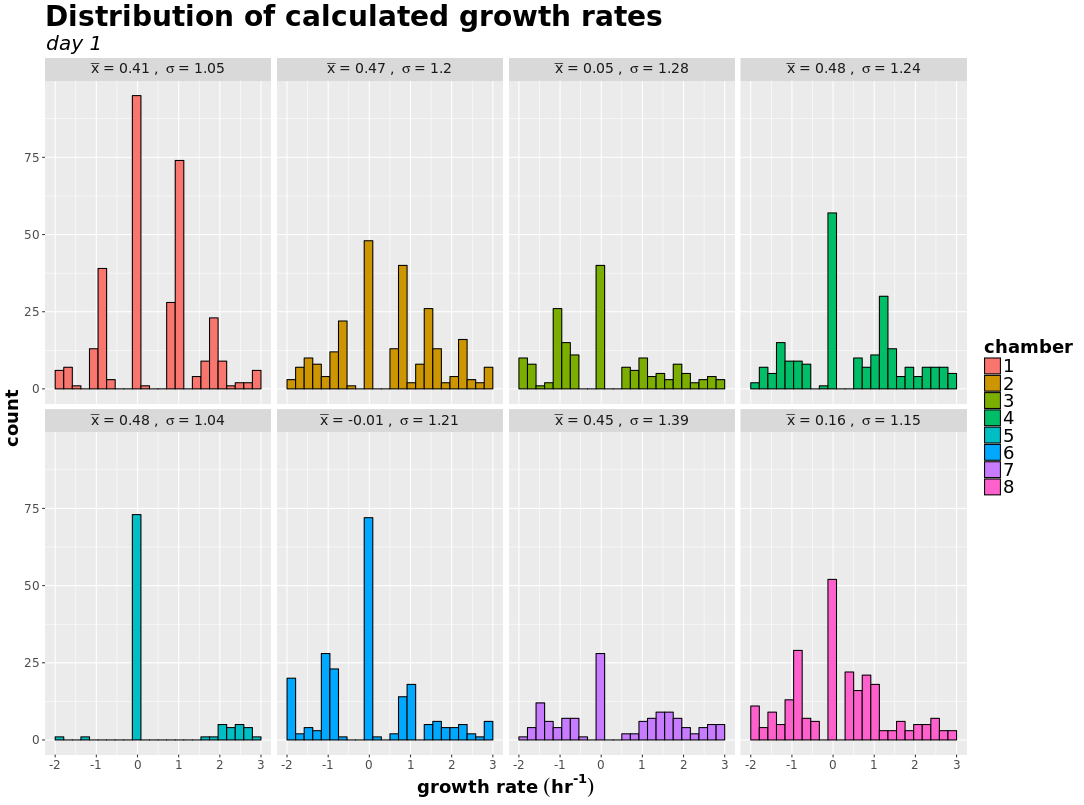 Distribution of calculated growth rates
day 1
x̅ = 0.41 , σ = 1.05
x̅ = 0.47 , σ = 1.2
x̅ = 0.05 , σ = 1.28
x̅ = 0.48 , σ = 1.24
75
50
25
0
x̅ = 0.48 , σ = 1.04
x̅ = -0.01 , σ = 1.21
x̅ = 0.45 , σ = 1.39
x̅ = 0.16 , σ = 1.15
75
50
25
0
-2 -1 0 1 2 3
-2 -1 0 1 2 3
-2 -1 0 1 2 3
-2 -1 0 1 2 3
count
growth rate (hr⁻¹)
chamber
1
2
3
4
5
6
7
8